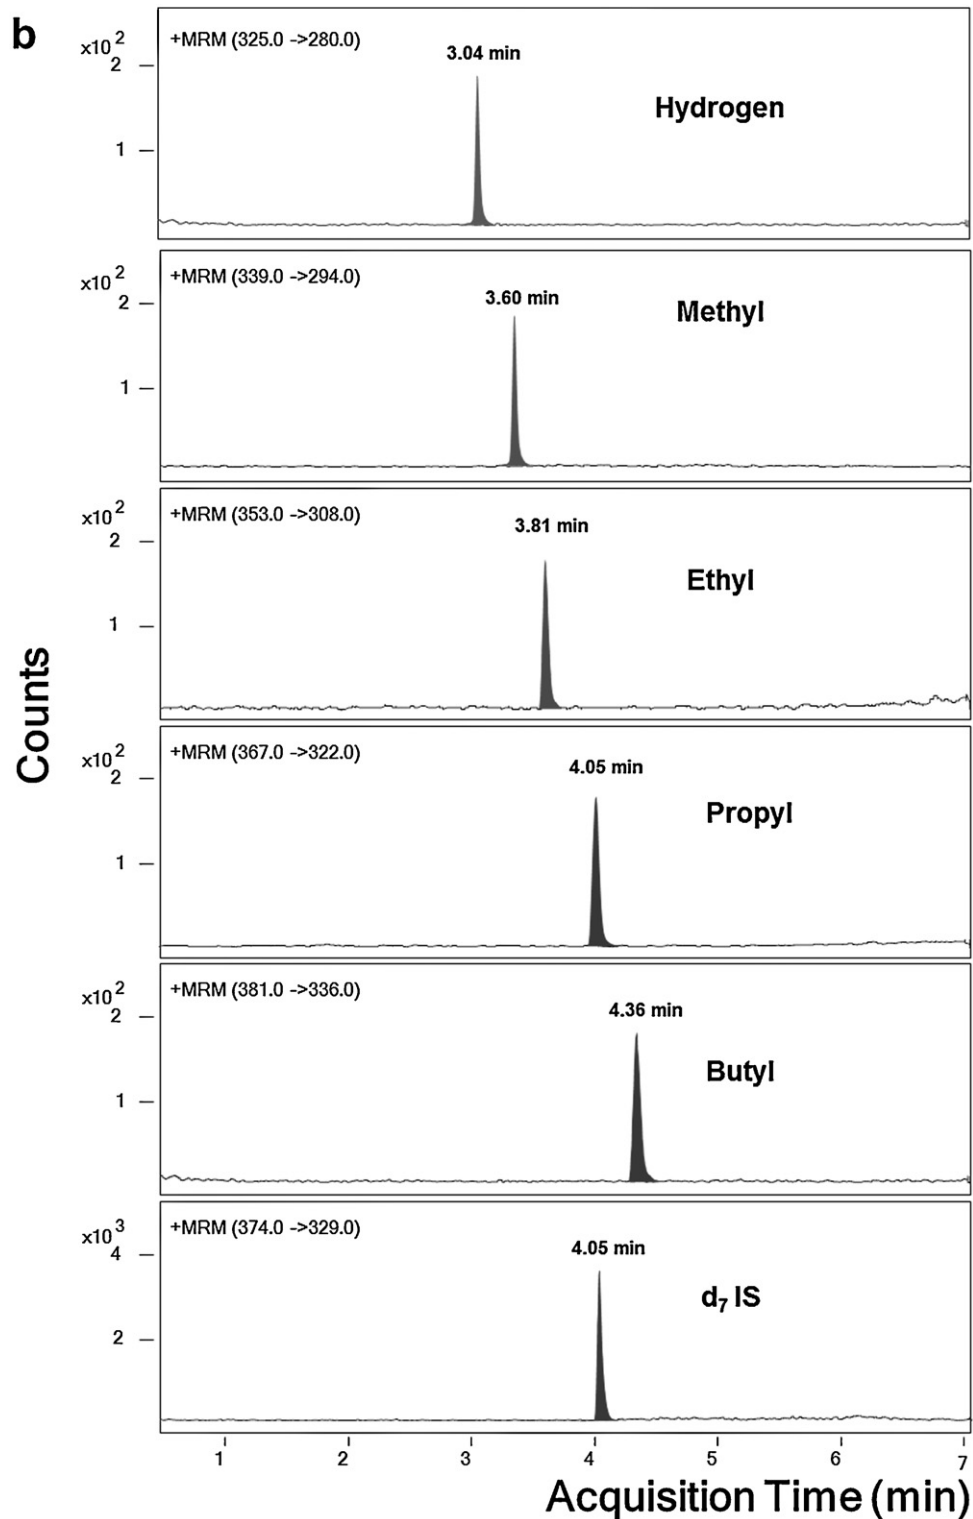 b
x10 2
+MRM (325.0 ->280.0)
3.04 min
2
Hydrogen
1
x10 2
+MRM (339.0 ->294.0)
3.60 min
2
Methyl
1
x10 2
+MRM (353.0 ->308.0)
3.81 min
2
Ethyl
1
Counts
x10 2
+MRM (367.0 ->322.0)
4.05 min
2
Propyl
1
x10 2
+MRM (381.0 ->336.0)
4.36 min
2
Butyl
1
x10 3
+MRM (374.0 ->329.0)
4.05 min
4
d7 IS
2
1 2 3 4 5 6 7
Acquisition Time (min)